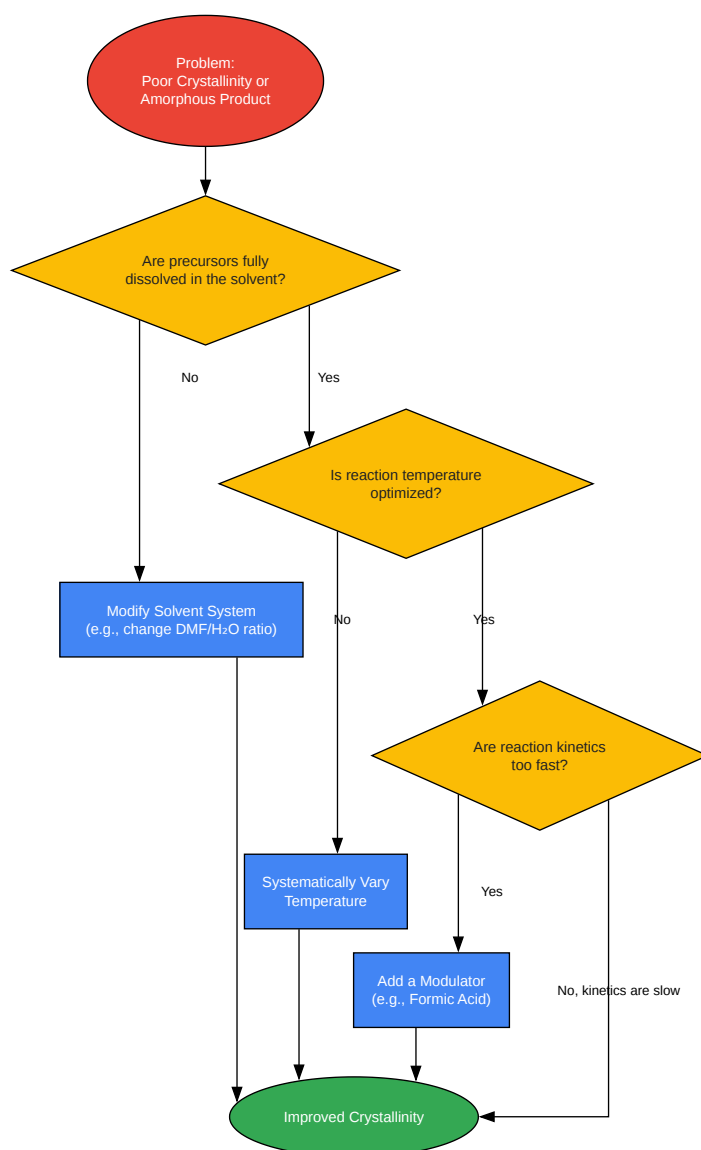 Problem:
Poor Crystallinity or
Amorphous Product
Are precursors fully
dissolved in the solvent?
No
Yes
Is reaction temperature
optimized?
Modify Solvent System
(e.g., change DMF/H₂O ratio)
No
Yes
Are reaction kinetics
too fast?
Systematically Vary
Temperature
Yes
Add a Modulator
(e.g., Formic Acid)
No, kinetics are slow
Improved Crystallinity